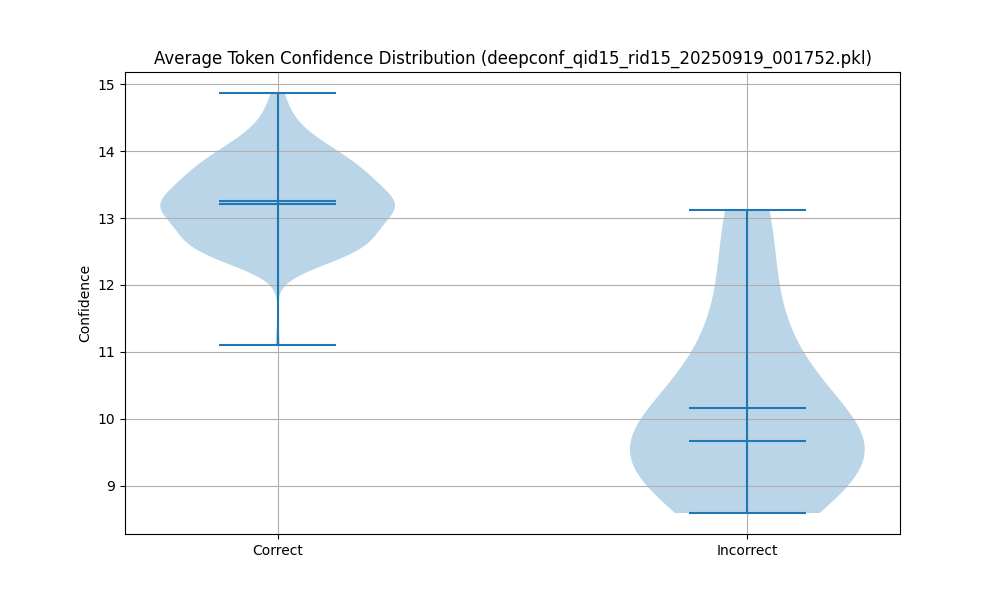 Average Token Confidence Distribution (deepconf_qid15_rid15_20250919_001752.pkl)
Confidence
15
14
13
12
11
10
9
Correct Incorrect